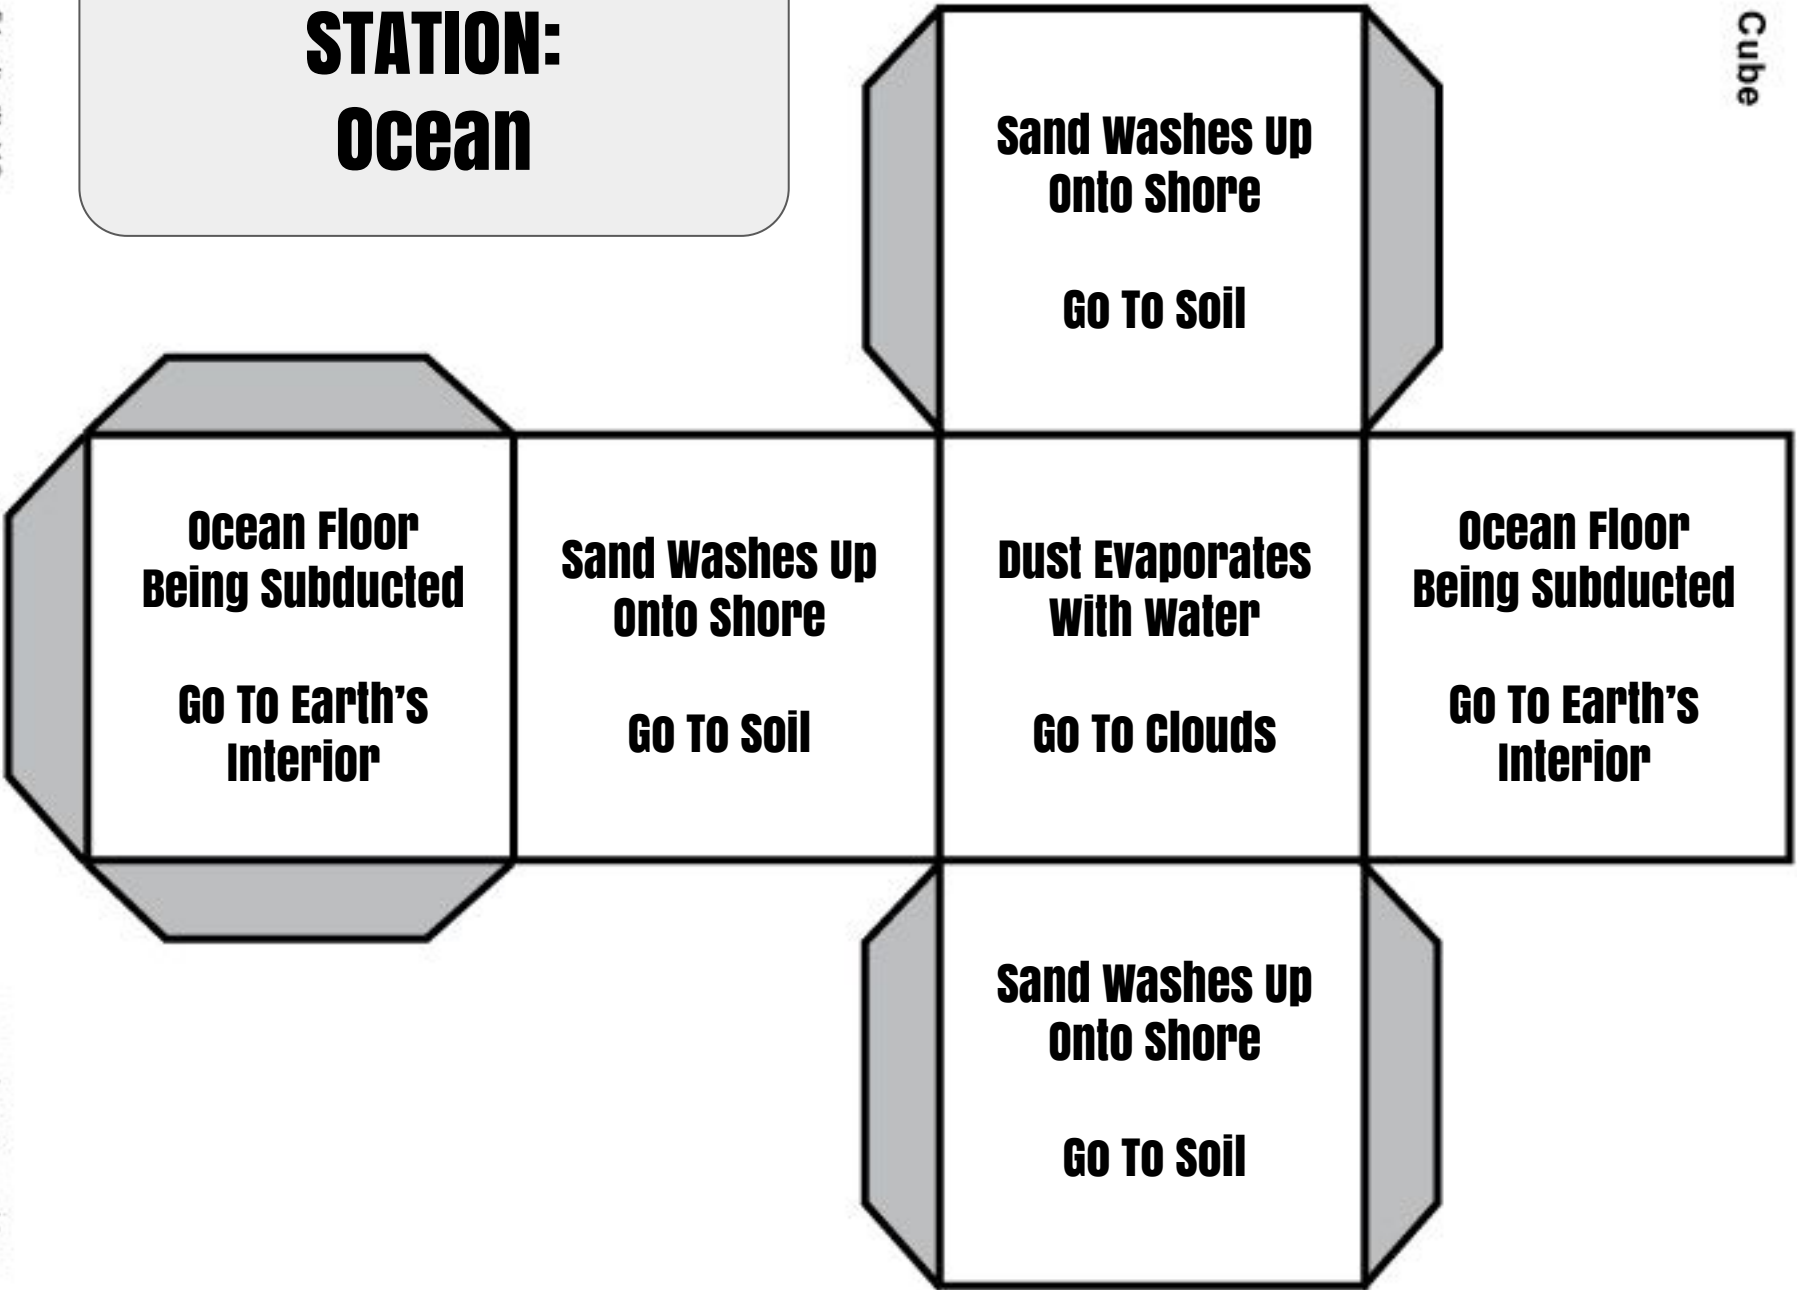 STATION:
Ocean
Cube
Sand Washes Up
Onto Shore
Go To Soil
Ocean Floor
Being Subducted
Go To Earth's
Interior
Sand Washes Up
Onto Shore
Go To Soil
Dust Evaporates
With Water
Go To Clouds
Ocean Floor
Being Subducted
Go To Earth's
Interior
Sand Washes Up
Onto Shore
Go To Soil